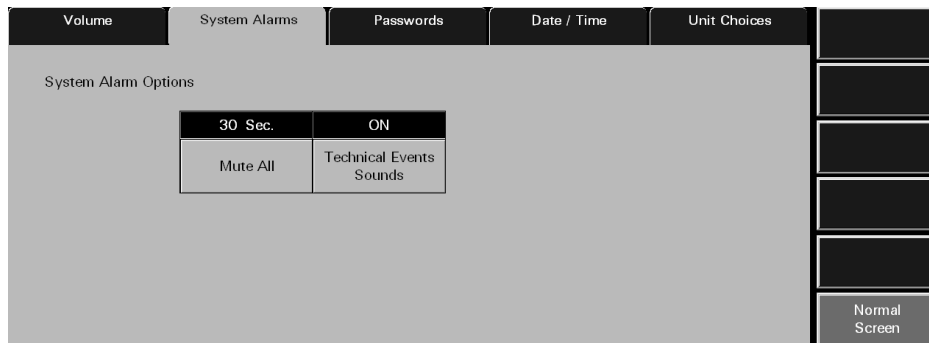 Volume
System Alarms
Passwords
Date / Time
Unit Choices
System Alarm Options
30 Sec.
ON
Mute All
Technical Events
Sounds
Normal
Screen